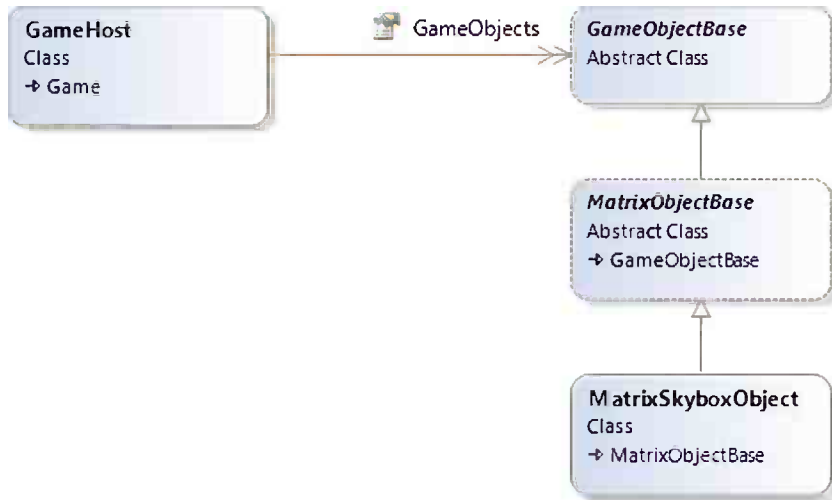 GameHost
Class
Game
GameObjects
GameObjectBase
Abstract Class
MatrixObjectBase
Abstract Class
GameObjectBase
MatrixSkyboxObject
Class
MatrixObjectBase